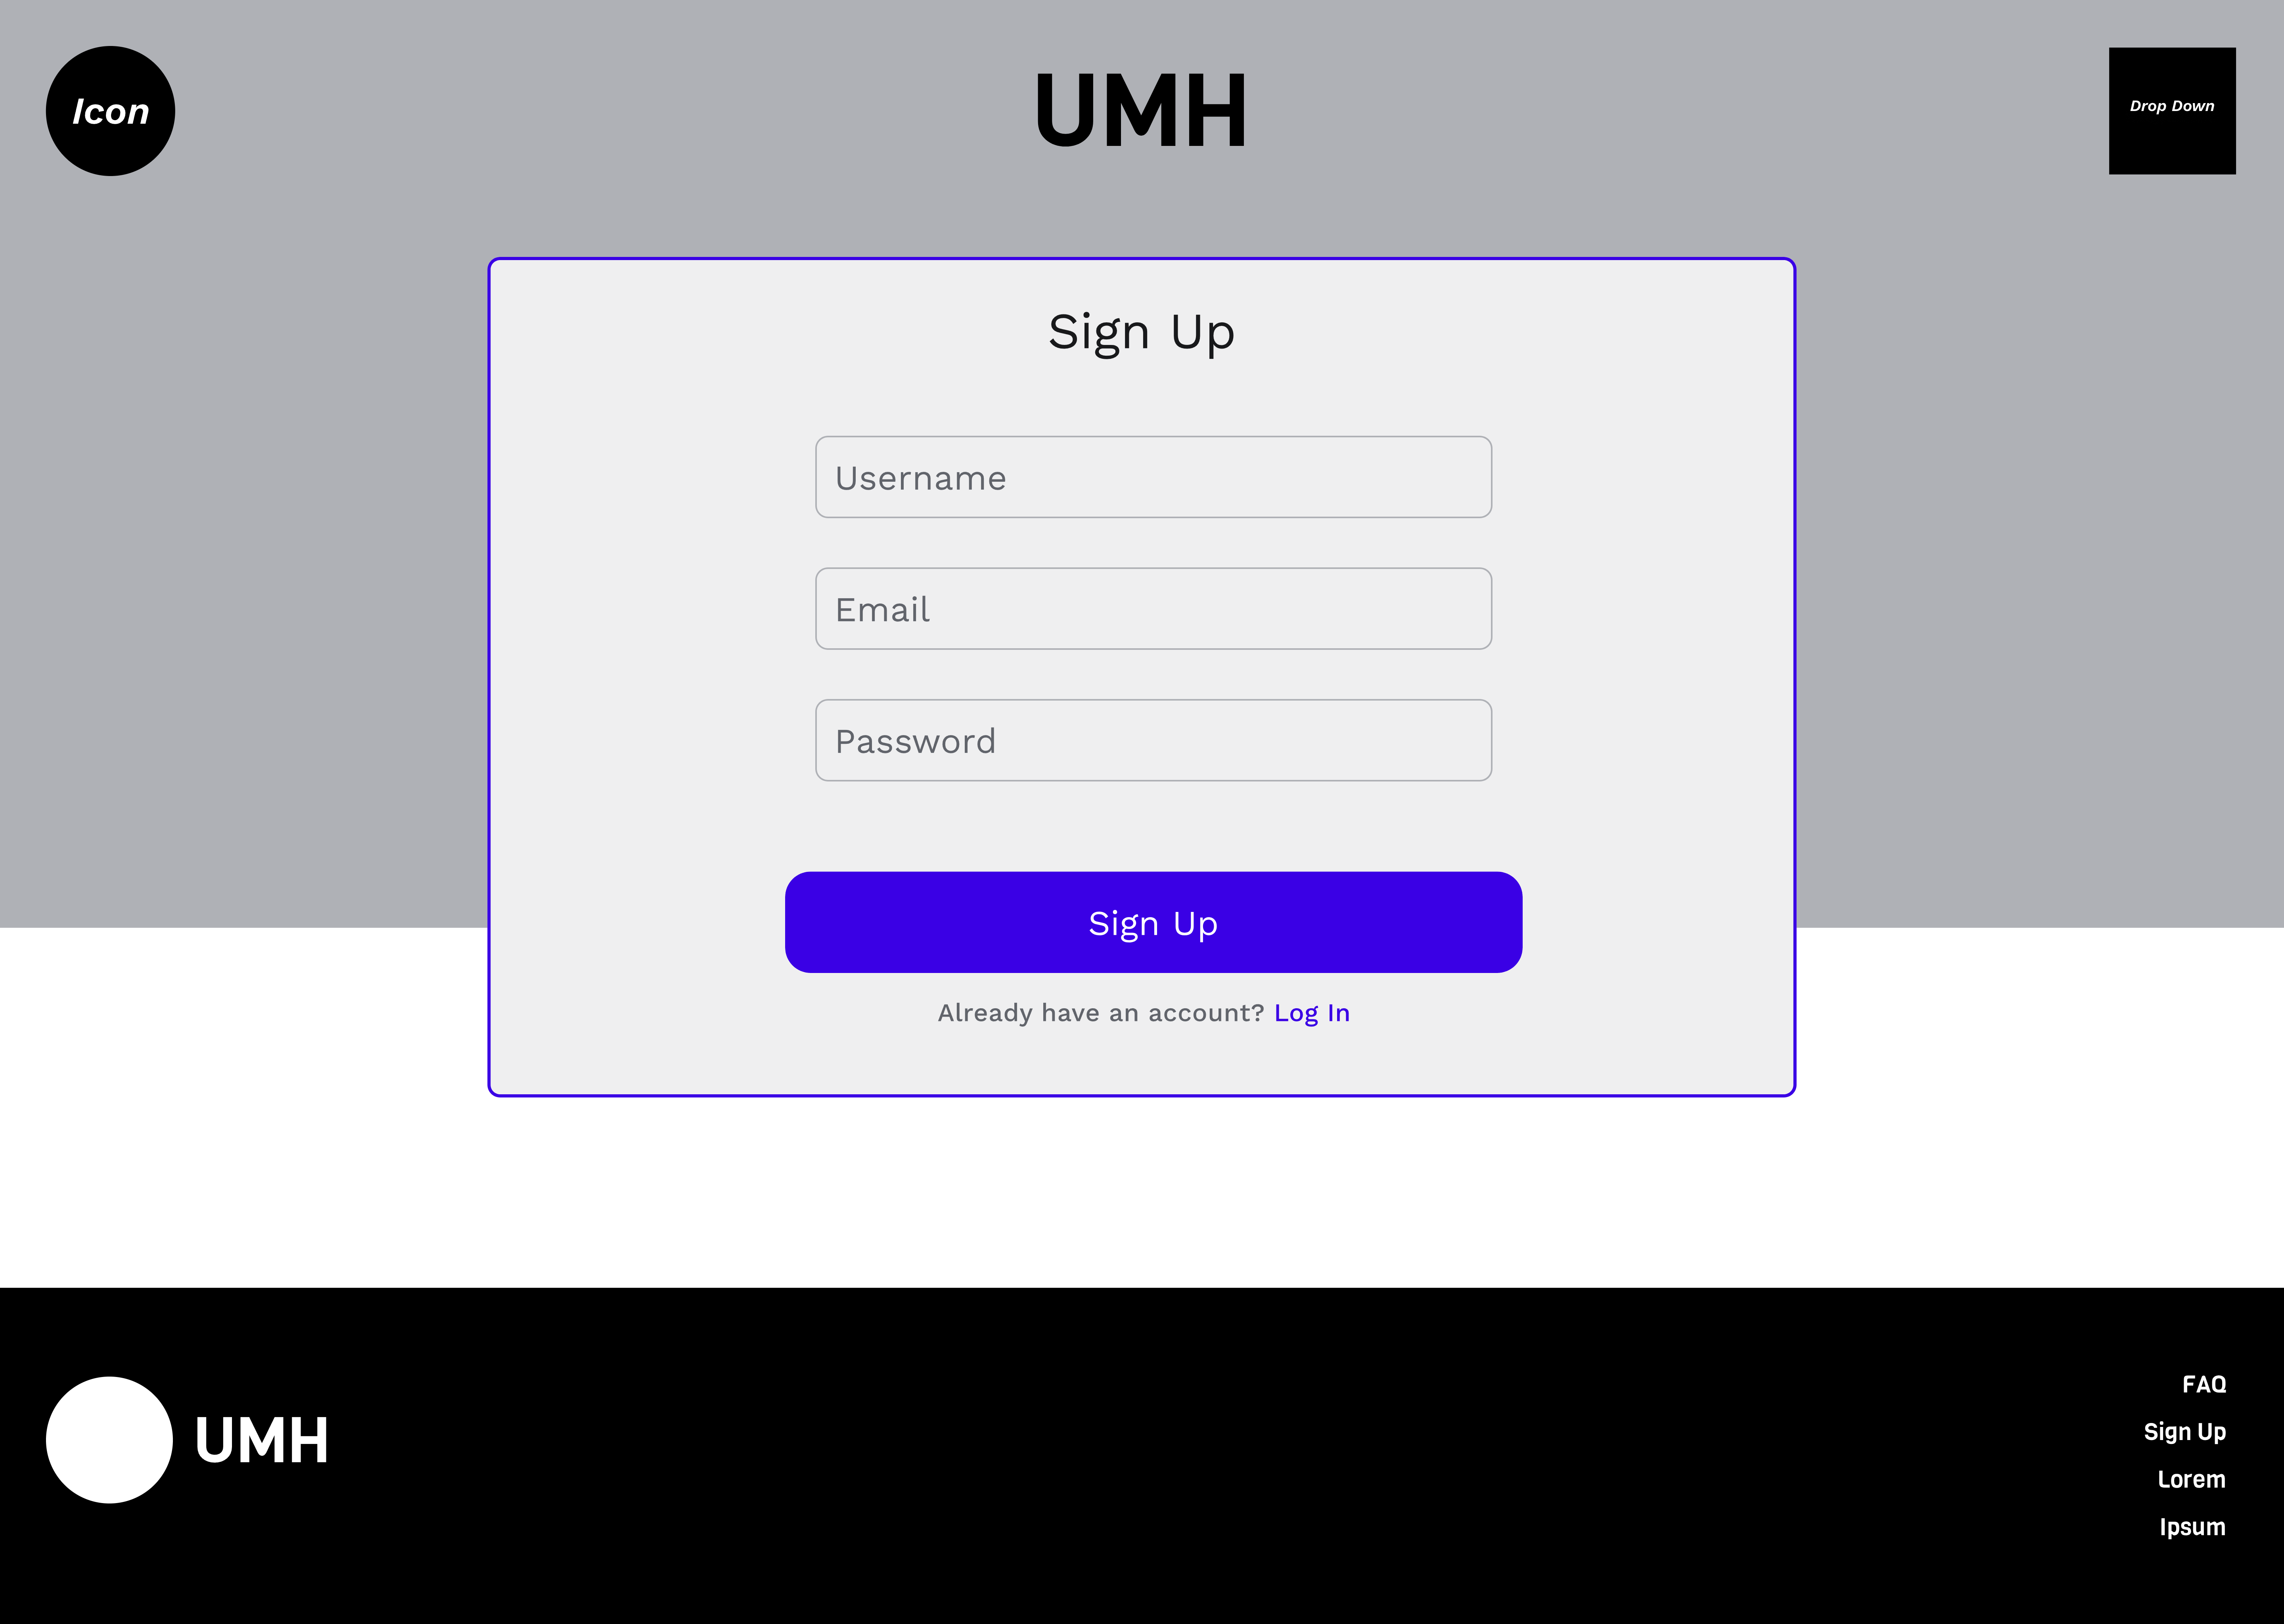 Icon
UMH
Drop Down
Sign Up
Username
Email
Password
Sign Up
Already have an account? Log In
UMH
FAQ
Sign Up
Lorem
Ipsum